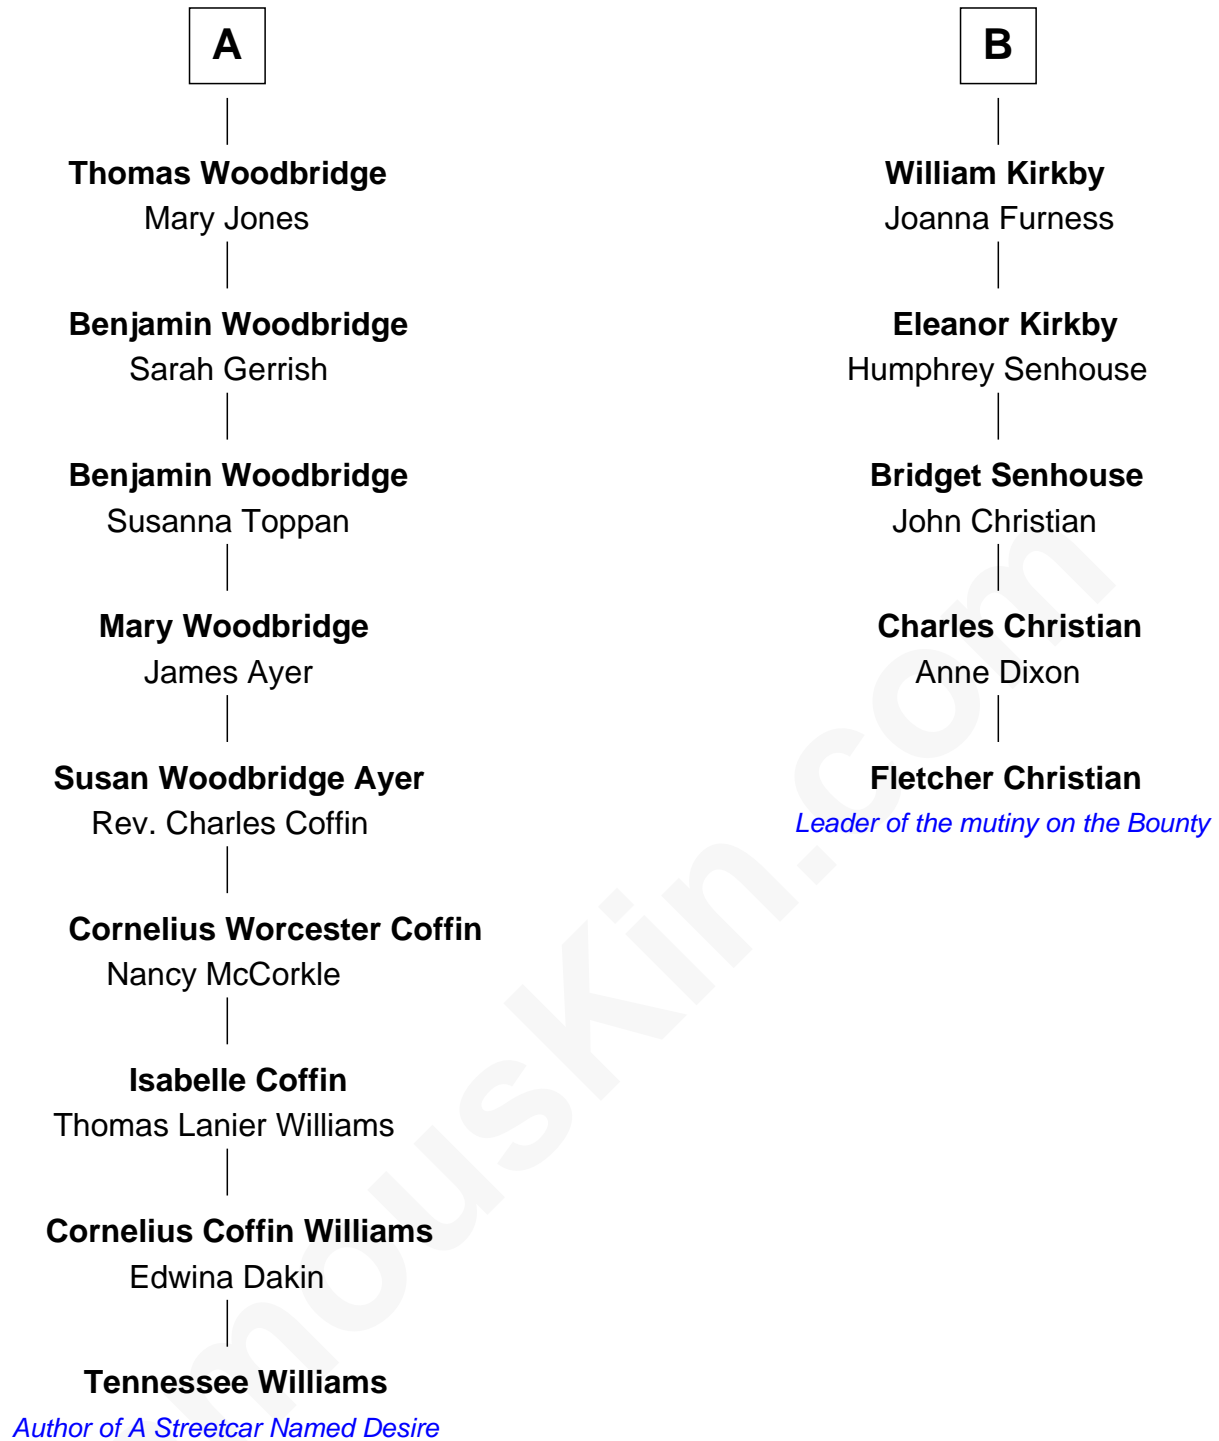 A
Thomas Woodbridge
Mary Jones
Benjamin Woodbridge
Sarah Gerrish
Benjamin Woodbridge
Susanna Toppan
Mary Woodbridge
James Ayer
Susan Woodbridge Ayer
Rev. Charles Coffin
Cornelius Worcester Coffin
Nancy McCorkle
Isabelle Coffin
Thomas Lanier Williams
Cornelius Coffin Williams
Edwina Dakin
Tennessee Williams
Author of A Streetcar Named Desire
B
William Kirkby
Joanna Furness
Eleanor Kirkby
Humphrey Senhouse
Bridget Senhouse
John Christian
Charles Christian
Anne Dixon
Fletcher Christian
Leader of the mutiny on the Bounty
mousKin.com